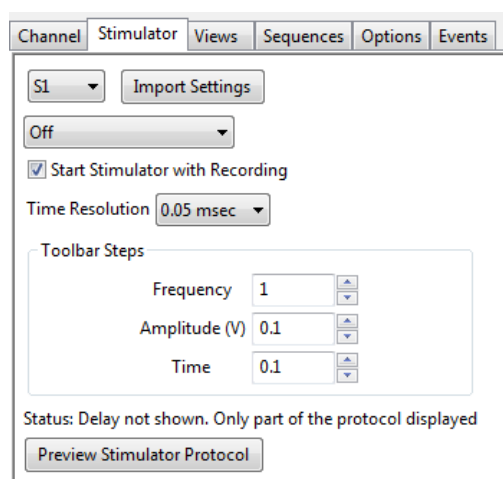 Channel Stimulator Views Sequences Options Events
S1 Import Settings
Off
Start Stimulator with Recording
Time Resolution 0.05 msec
Toolbar Steps
Frequency 1
Amplitude (V) 0.1
Time 0.1
Status: Delay not shown. Only part of the protocol displayed
Preview Stimulator Protocol